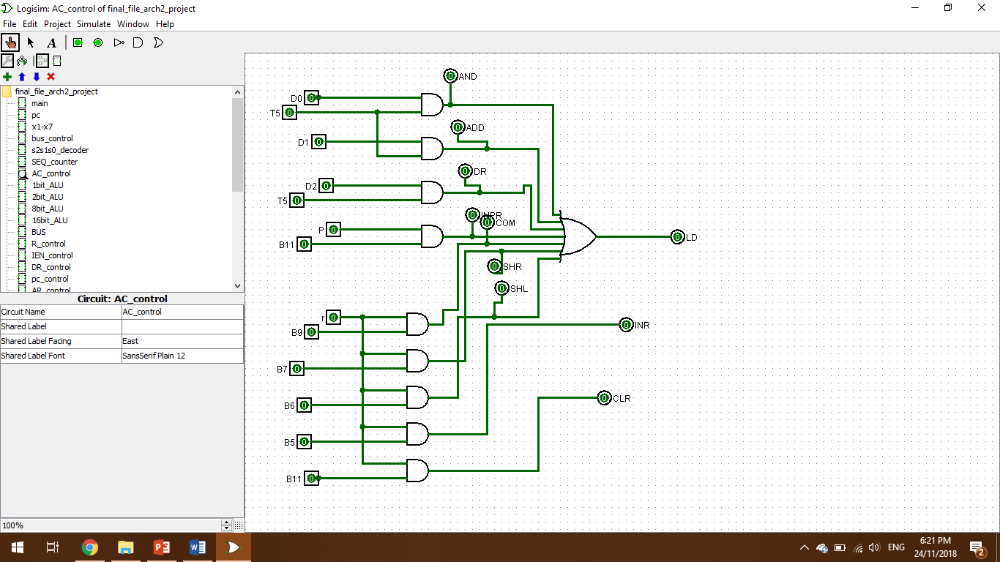 Logisim: AC_control of final_file_arch2_project
File Edit Project Simulate Window Help
A
final_file_arch2_project
main
pc
x1-x7
bus_control
s2s1s0_decoder
SEQ_counter
AC_control
1bit_ALU
2bit_ALU
8bit_ALU
16bit_ALU
BUS
R_control
IEN_control
DR_control
pc_control
AR_control
Circuit: AC_control
Circuit Name AC_control
Shared Label
Shared Label Facing East
Shared Label Font SansSerif Plain 12
100%
0 AND
D0 0
T5 0
0 ADD
D1 0
0 DR
D2 0
T5 0
0 INPR
0 COM
P 0
B11 0
0 LD
0 SHR
0 SHL
r 0
B9 0
0 INR
B7 0
B6 0
0 CLR
B5 0
B11 0
ENG
6:21 PM
24/11/2018
2